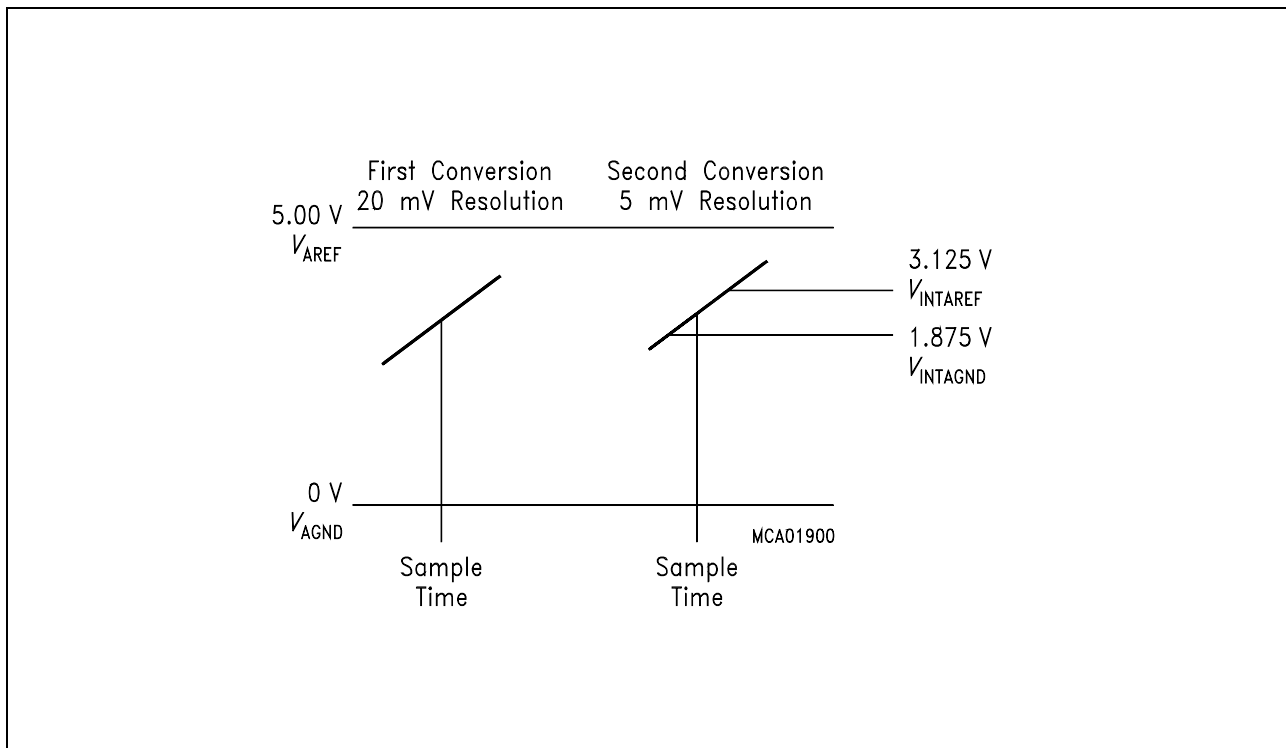 First Conversion
20 mV Resolution
Second Conversion
5 mV Resolution
5.00 V
VAREF
3.125 V
VINTAREF
1.875 V
VINTAGND
0 V
VAGND
MCA01900
Sample
Time
Sample
Time